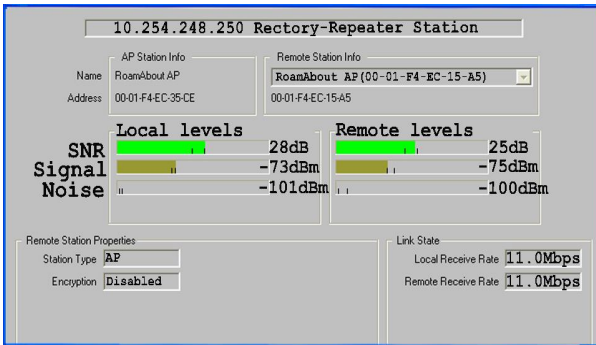 10.254.248.250 Rectory-Repeater Station
AP Station Info
Name RoamAbout AP
Address 00-01-F4-EC-35-CE
Remote Station Info
RoamAbout AP(00-01-F4-EC-15-A5)
00-01-F4-EC-15-A5
Local levels
SNR 28dB
Signal -73dBm
Noise -101dBm
Remote levels
25dB
-75dBm
-100dBm
Remote Station Properties
Station Type AP
Encryption Disabled
Link State
Local Receive Rate 11.0Mbps
Remote Receive Rate 11.0Mbps